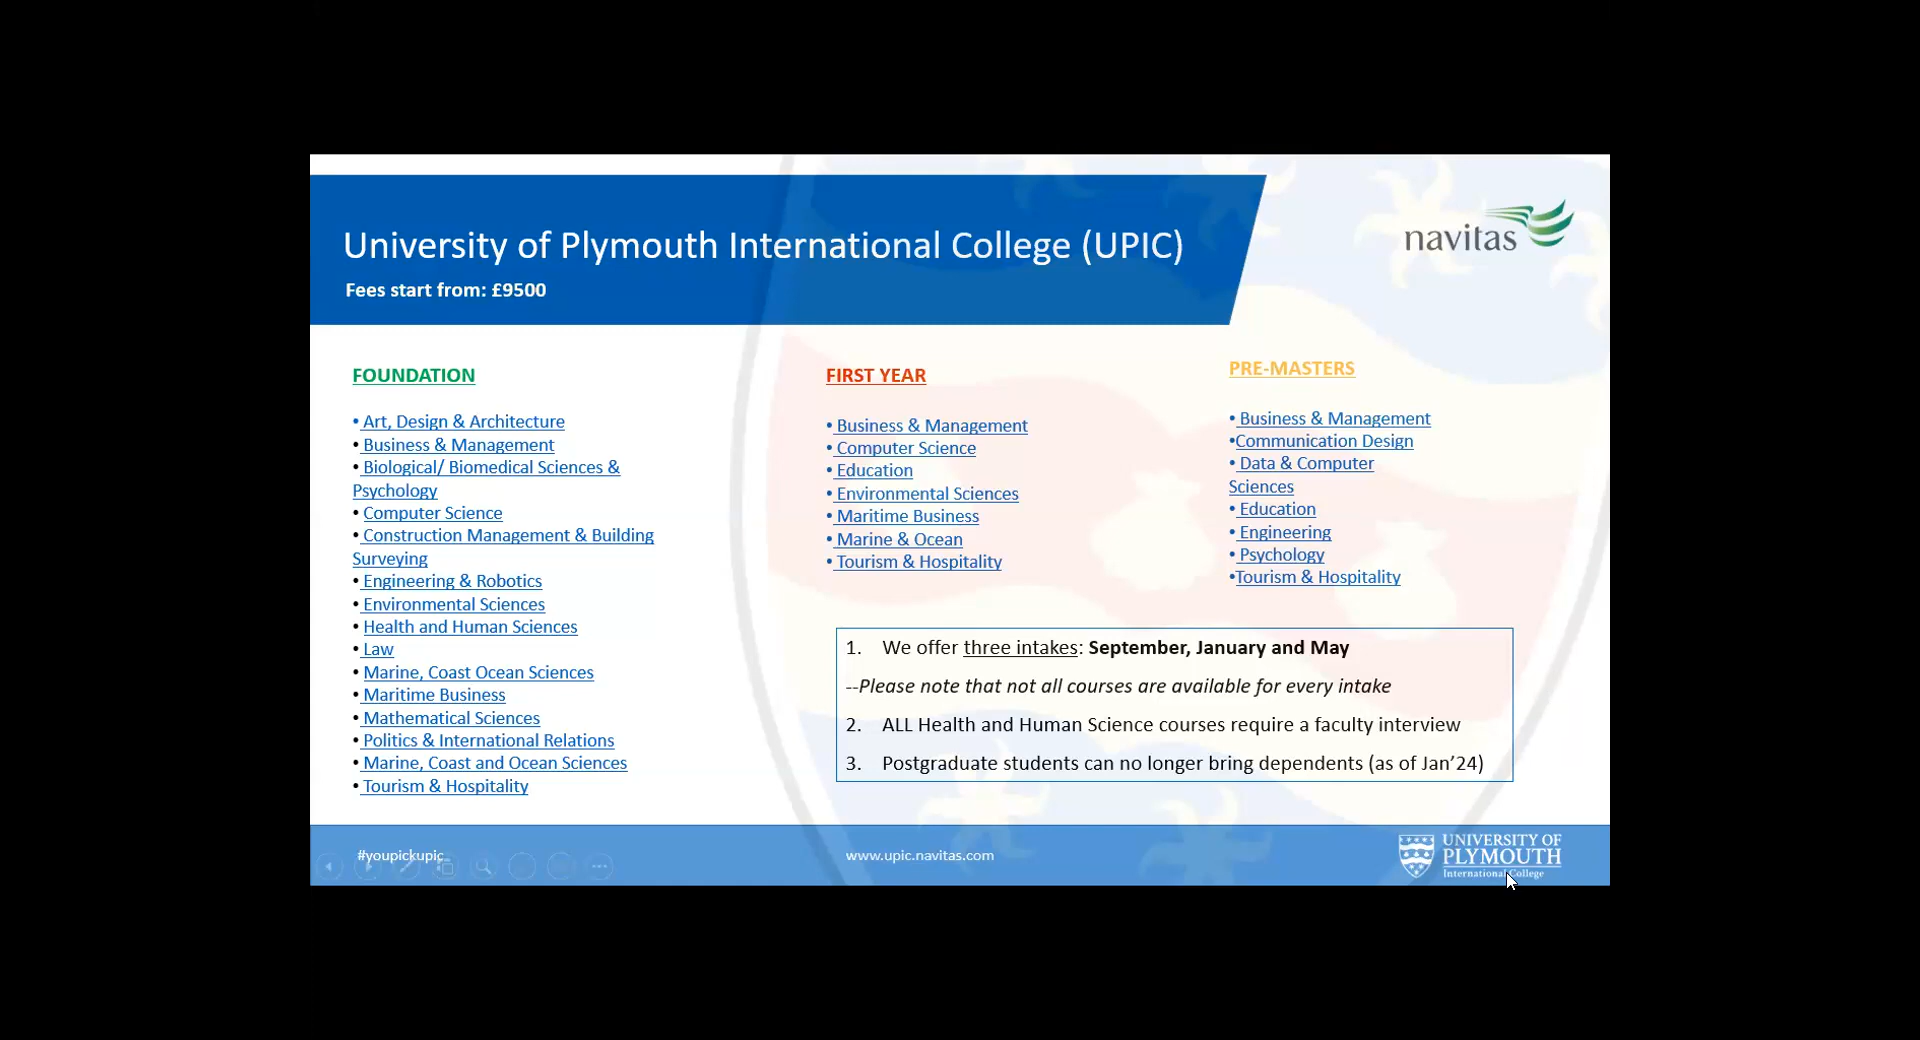 University of Plymouth International College (UPIC)
Fees start from: £9500
navitas
FOUNDATION
• Art, Design & Architecture
• Business & Management
• Biological/ Biomedical Sciences &
Psychology
• Computer Science
• Construction Management & Building
Surveying
• Engineering & Robotics
• Environmental Sciences
• Health and Human Sciences
• Law
• Marine, Coast Ocean Sciences
• Maritime Business
• Mathematical Sciences
• Politics & International Relations
• Marine, Coast and Ocean Sciences
• Tourism & Hospitality
FIRST YEAR
• Business & Management
• Computer Science
• Education
• Environmental Sciences
• Maritime Business
• Marine & Ocean
• Tourism & Hospitality
PRE-MASTERS
• Business & Management
•Communication Design
• Data & Computer
Sciences
• Education
• Engineering
• Psychology
•Tourism & Hospitality
1. We offer three intakes: September, January and May
--Please note that not all courses are available for every intake
2. ALL Health and Human Science courses require a faculty interview
3. Postgraduate students can no longer bring dependents (as of Jan’24)
#youpickupic
www.upic.navitas.com
UNIVERSITY OF
PLYMOUTH
International College